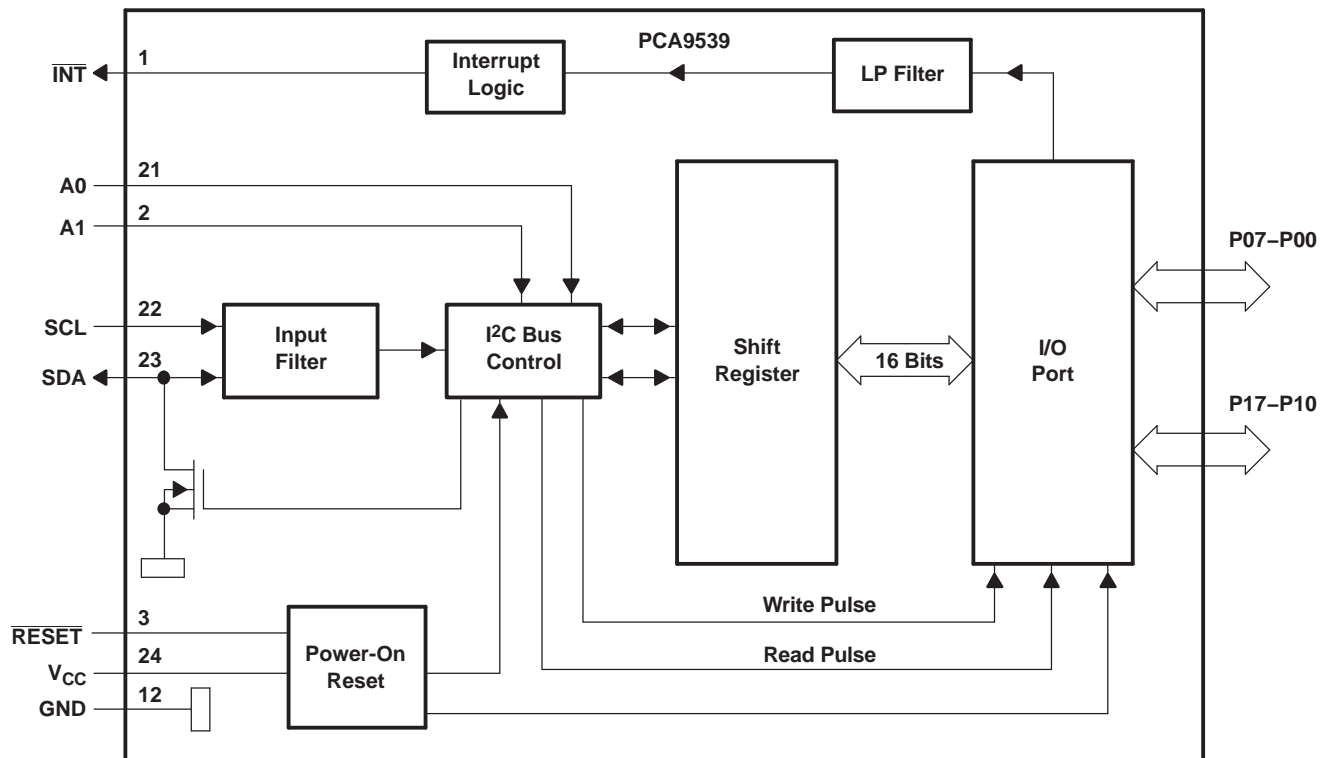 PCA9539
INT
1
Interrupt
Logic
LP Filter
A0
21
A1
2
P07–P00
SCL
22
Input
Filter
I2C Bus
Control
Shift
Register
16 Bits
I/O
Port
SDA
23
P17–P10
Write Pulse
RESET
3
Power-On
Reset
Read Pulse
VCC
24
GND
12